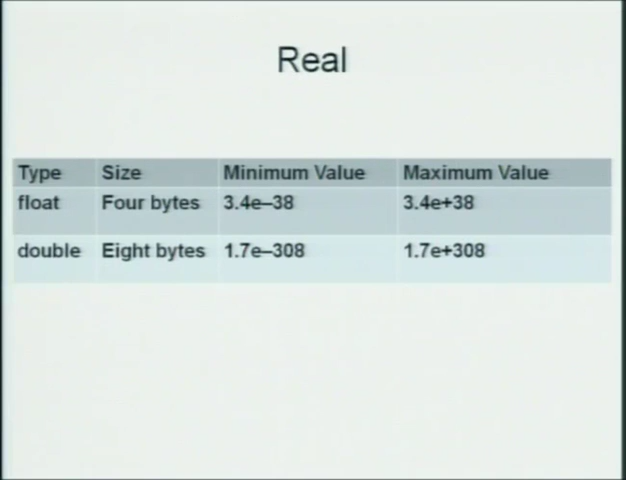 Real
Type Size Minimum Value Maximum Value
float Four bytes 3.4e–38 3.4e+38
double Eight bytes 1.7e–308 1.7e+308